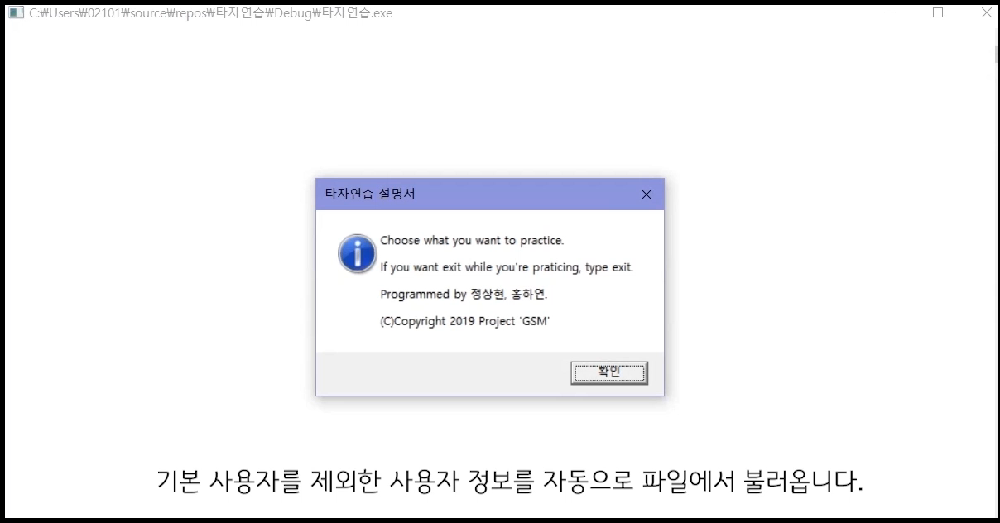 C:₩Users₩02101₩source₩repos₩타자연습₩Debug₩타자연습.exe
타자연습 설명서
Choose what you want to practice.
If you want exit while you're praticing, type exit.
Programmed by 정상현, 홍하연.
(C)Copyright 2019 Project 'GSM'
확인
기본 사용자를 제외한 사용자 정보를 자동으로 파일에서 불러옵니다.